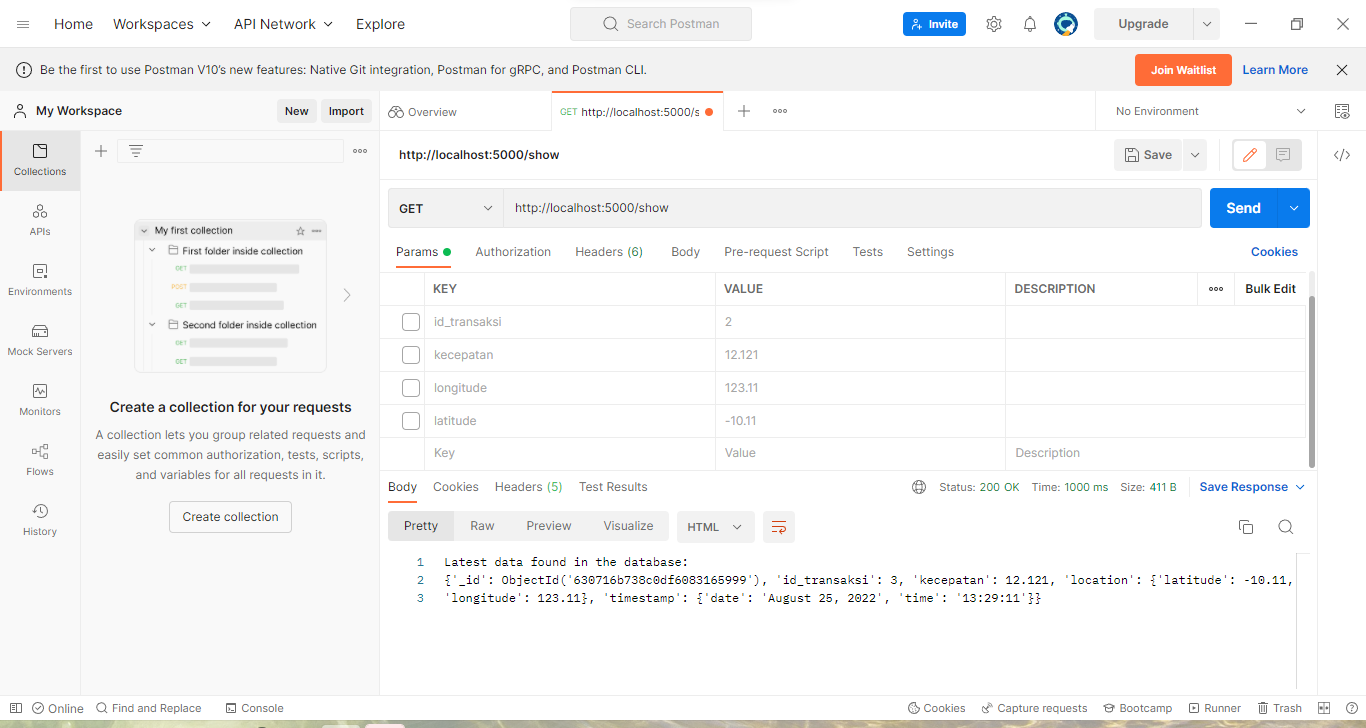 Home Workspaces API Network Explore Search Postman Invite Upgrade
Be the first to use Postman V10's new features: Native Git integration, Postman for gRPC, and Postman CLI. Join Waitlist Learn More
My Workspace New Import Overview GET http://localhost:5000/s No Environment
Collections
APIs
Environments
Mock Servers
Monitors
Flows
History
My first collection
First folder inside collection
GET
POST
GET
Second folder inside collection
GET
GET
Create a collection for your requests
A collection lets you group related requests and
easily set common authorization, tests, scripts,
and variables for all requests in it.
Create collection
http://localhost:5000/show Save
GET http://localhost:5000/show Send
Params Authorization Headers (6) Body Pre-request Script Tests Settings Cookies
KEY VALUE DESCRIPTION Bulk Edit
id_transaksi 2
kecepatan 12.121
longitude 123.11
latitude -10.11
Key Value Description
Body Cookies Headers (5) Test Results Status: 200 OK Time: 1000 ms Size: 411 B Save Response
Pretty Raw Preview Visualize HTML
1 Latest data found in the database:
2 {'_id': ObjectId('630716b738c0df6083165999'), 'id_transaksi': 3, 'kecepatan': 12.121, 'location': {'latitude': -10.11,
3 'longitude': 123.11}, 'timestamp': {'date': 'August 25, 2022', 'time': '13:29:11'}}
Online Find and Replace Console Cookies Capture requests Bootcamp Runner Trash